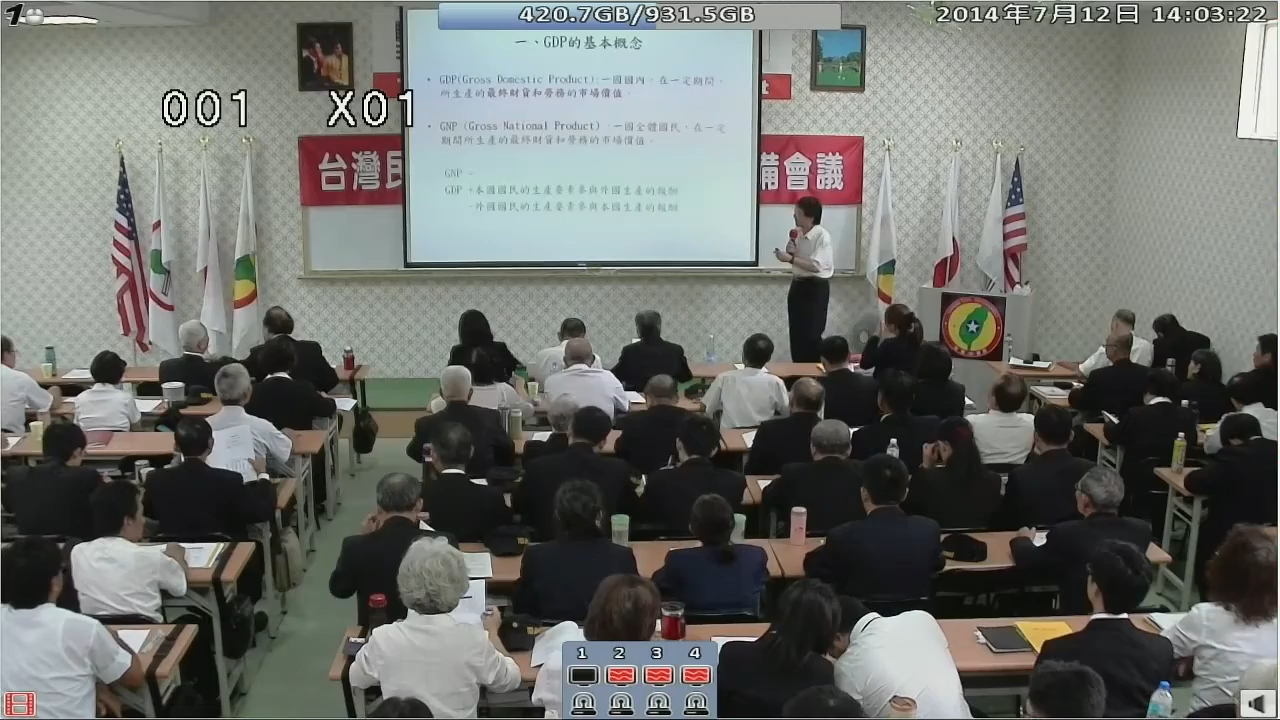 1
420.7GB/931.5GB
2014年7月12日 14:03:22
001 X01
一、GDP的基本概念
• GDP(Gross Domestic Product):一國國內，在一定期間，
所生產的最終財貨和勞務的市場價值。
• GNP (Gross National Product) :一國全體國民，在一定
期間所生產的最終財貨和勞務的市場價值。
GNP =
GDP +本國國民的生產要素參與外國生產的報酬
-外國國民的生產要素參與本國生產的報酬
台灣民
備會議
1 2 3 4